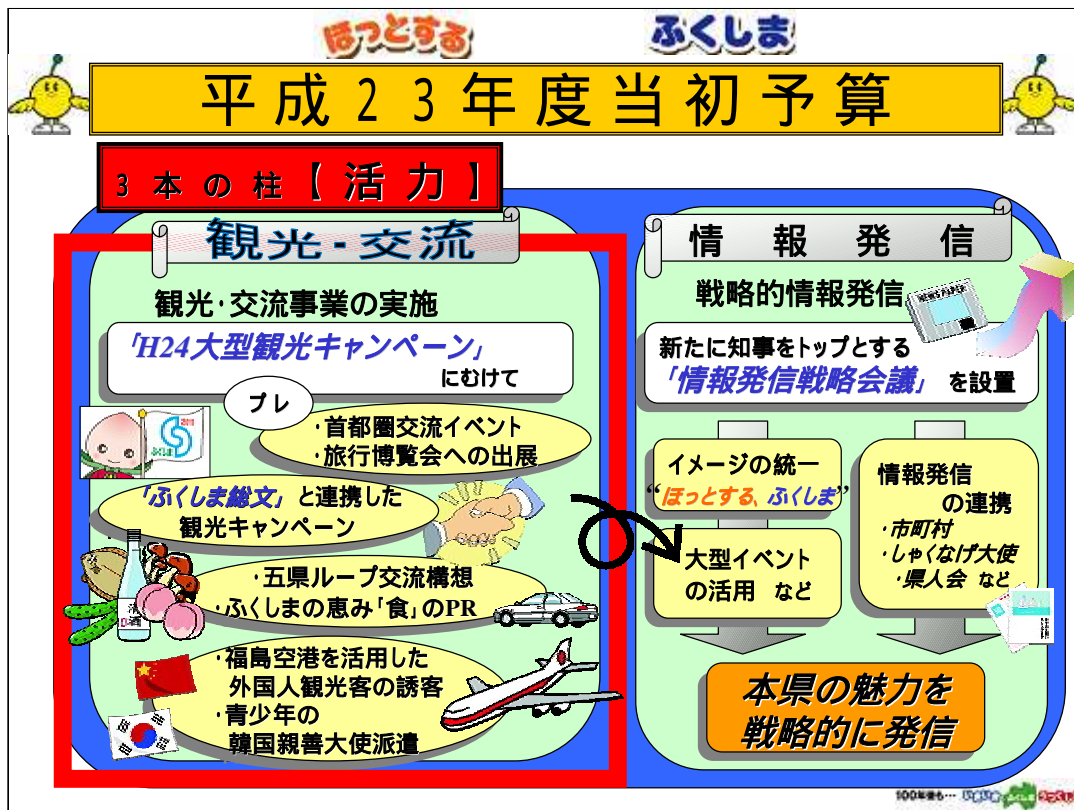 ほっとする ふくしま
平成23年度当初予算
3本の柱【活力】
観光・交流
観光・交流事業の実施
「H24大型観光キャンペーン」
にむけて
プレ
・首都圏交流イベント
・旅行博覧会への出展
「ふくしま総文」と連携した
観光キャンペーン
・五県ループ交流構想
・ふくしまの恵み「食」のPR
・福島空港を活用した
外国人観光客の誘客
・青少年の
韓国親善大使派遣
情報発信
戦略的情報発信
NEWS PAPER
新たに知事をトップとする
「情報発信戦略会議」を設置
イメージの統一
“ほっとする、ふくしま”
大型イベント
の活用 など
情報発信
の連携
・市町村
・しゃくなげ大使
・県人会 など
本県の魅力を
戦略的に発信
100年後も…